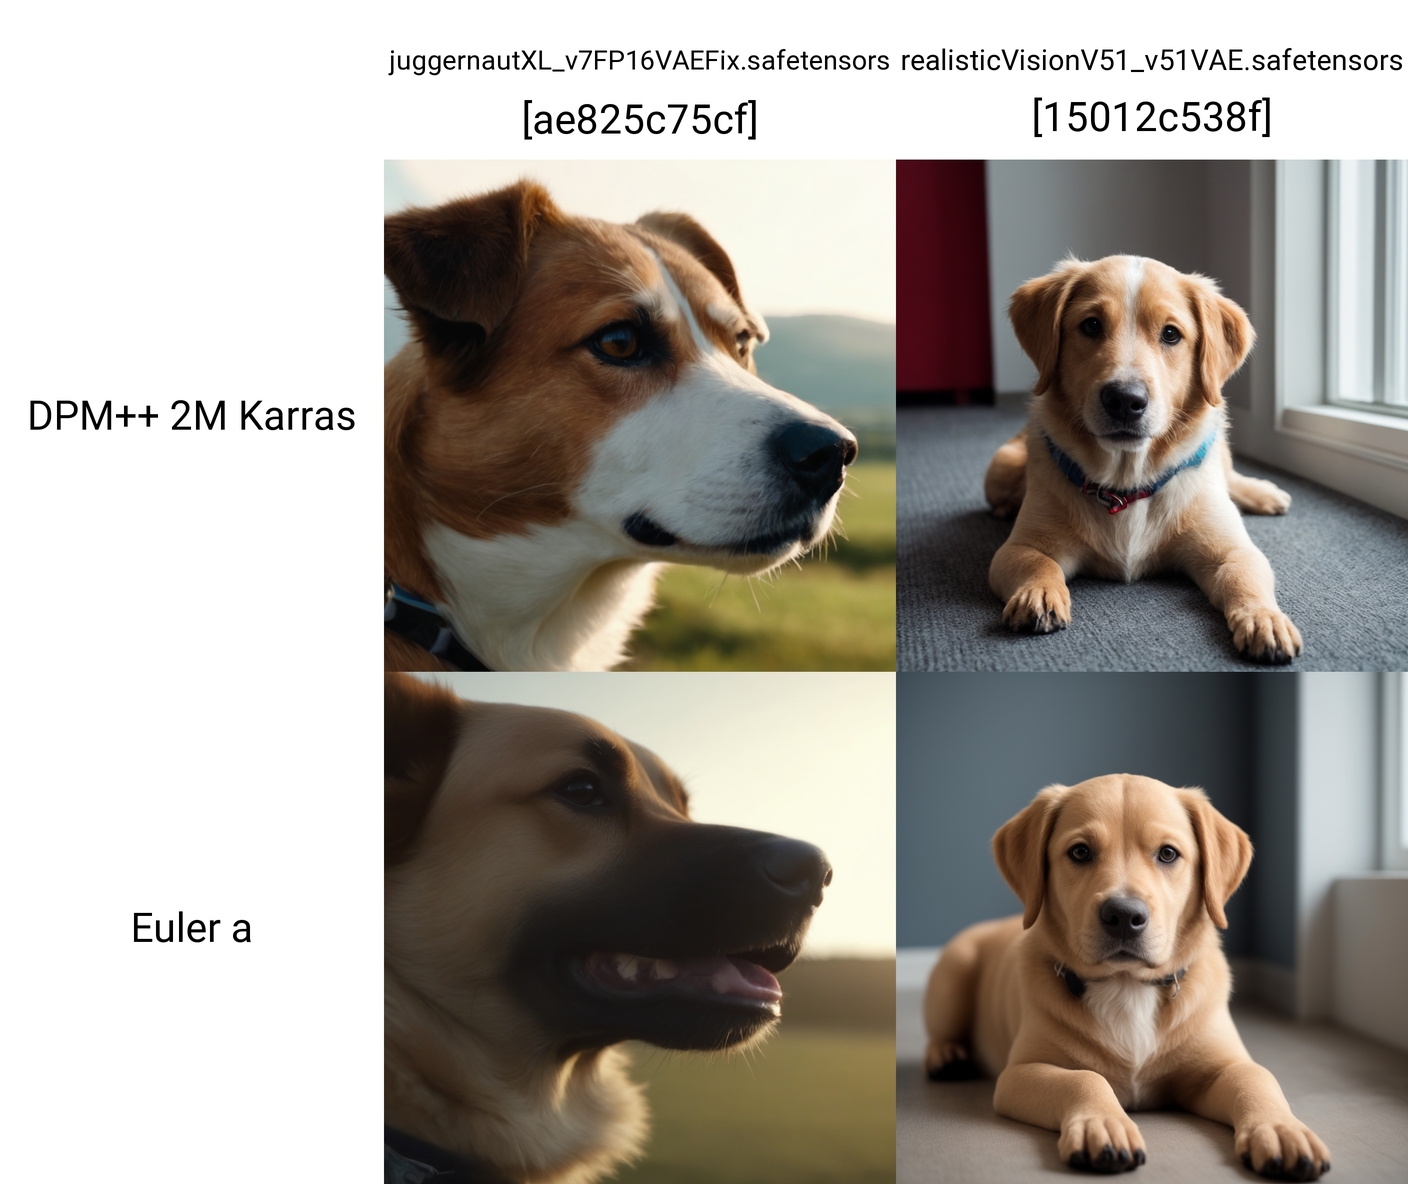 juggernautXL_v7FP16VAEFix.safetensors realisticVisionV51_v51VAE.safetensors
[ae825c75cf] [15012c538f]
DPM++ 2M Karras
Euler a